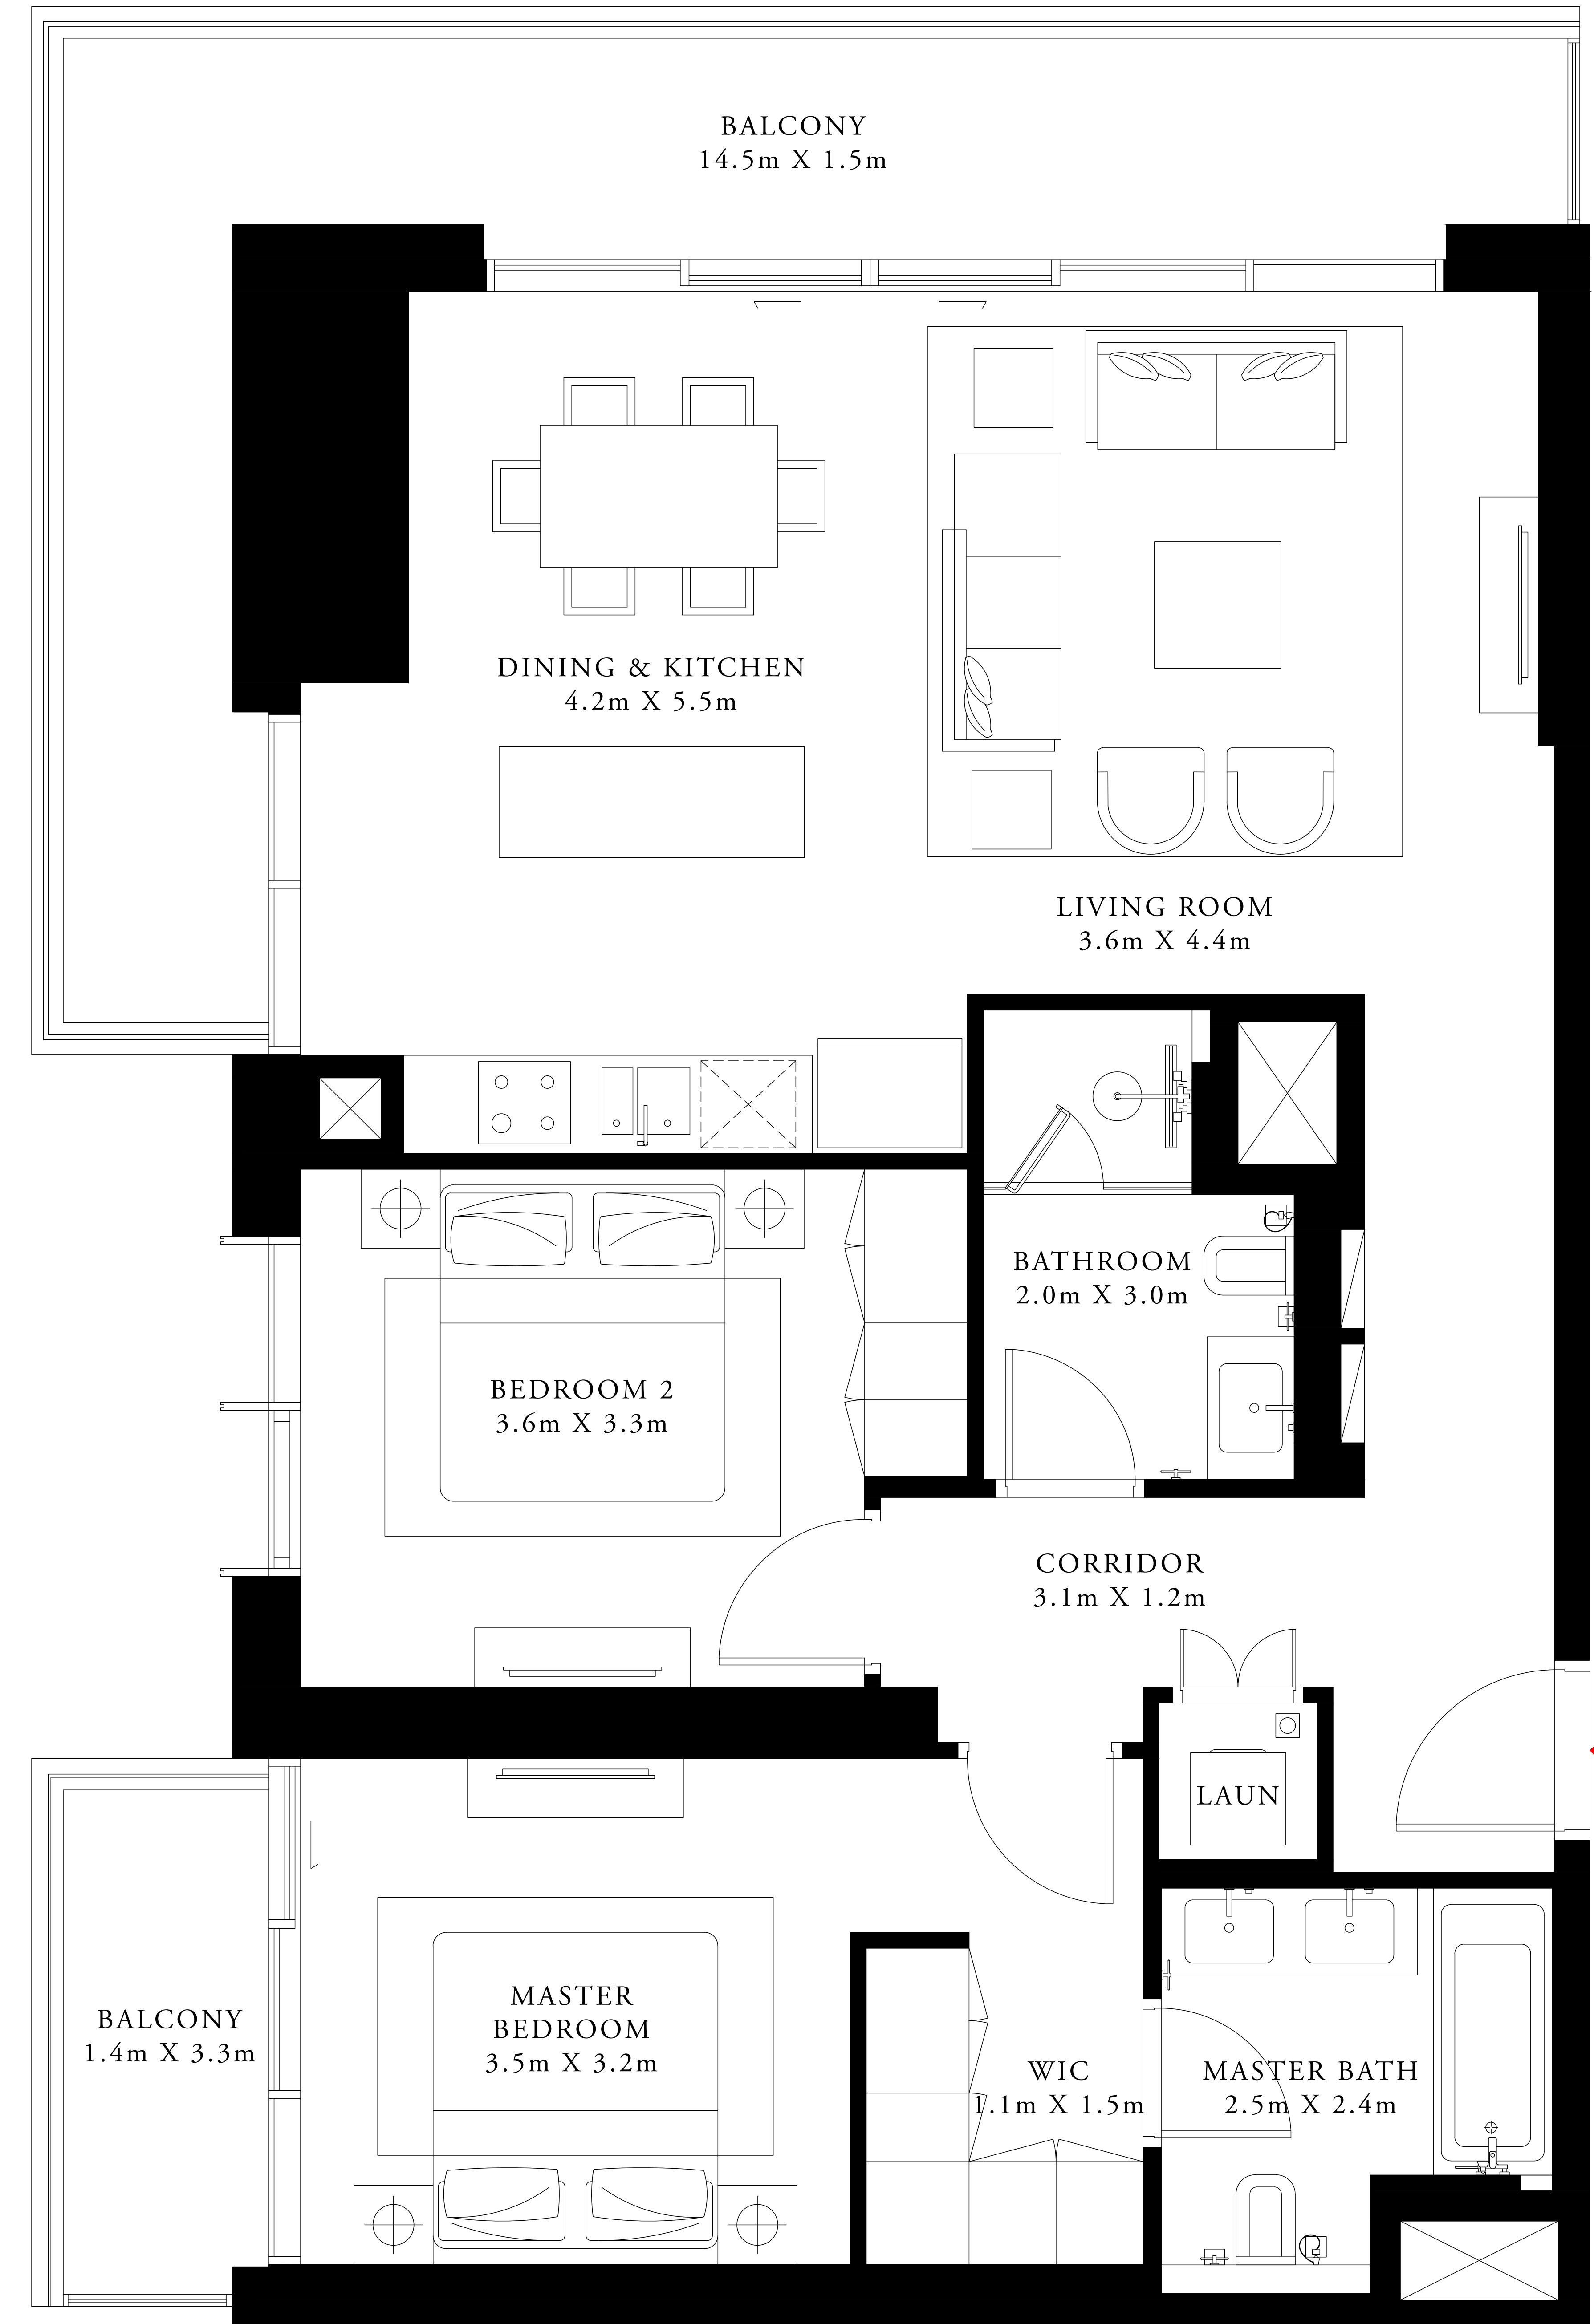 BALCONY
14.5m X 1.5m
DINING & KITCHEN
4.2m X 5.5m
LIVING ROOM
3.6m X 4.4m
BATHROOM
2.0m X 3.0m
BEDROOM 2
3.6m X 3.3m
CORRIDOR
3.1m X 1.2m
LAUN
MASTER
BEDROOM
3.5m X 3.2m
BALCONY
1.4m X 3.3m
WIC
1.1m X 1.5m
MASTER BATH
2.5m X 2.4m